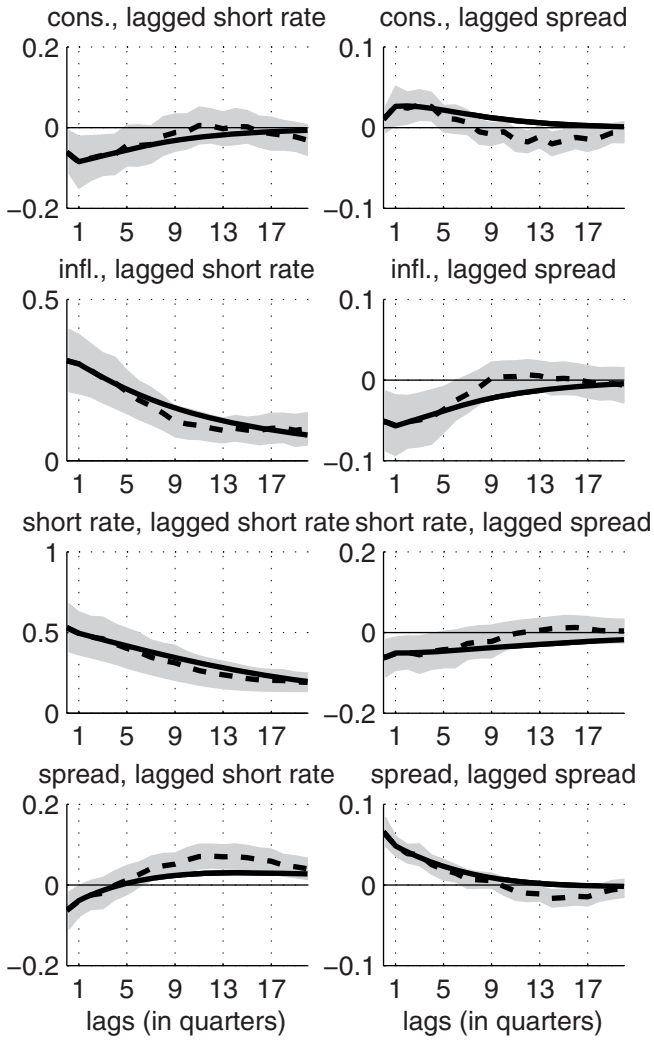 cons., lagged short rate cons., lagged spread
0.2 0.1
0 0
−0.2 −0.1
1 5 9 13 17 1 5 9 13 17
infl., lagged short rate infl., lagged spread
0.5 0.1
0
0 −0.1
1 5 9 13 17 1 5 9 13 17
short rate, lagged short rate short rate, lagged spread
1 0.2
0.5 0
0 −0.2
1 5 9 13 17 1 5 9 13 17
spread, lagged short rate spread, lagged spread
0.2 0.1
0 0
−0.2 −0.1
1 5 9 13 17 1 5 9 13 17
lags (in quarters) lags (in quarters)